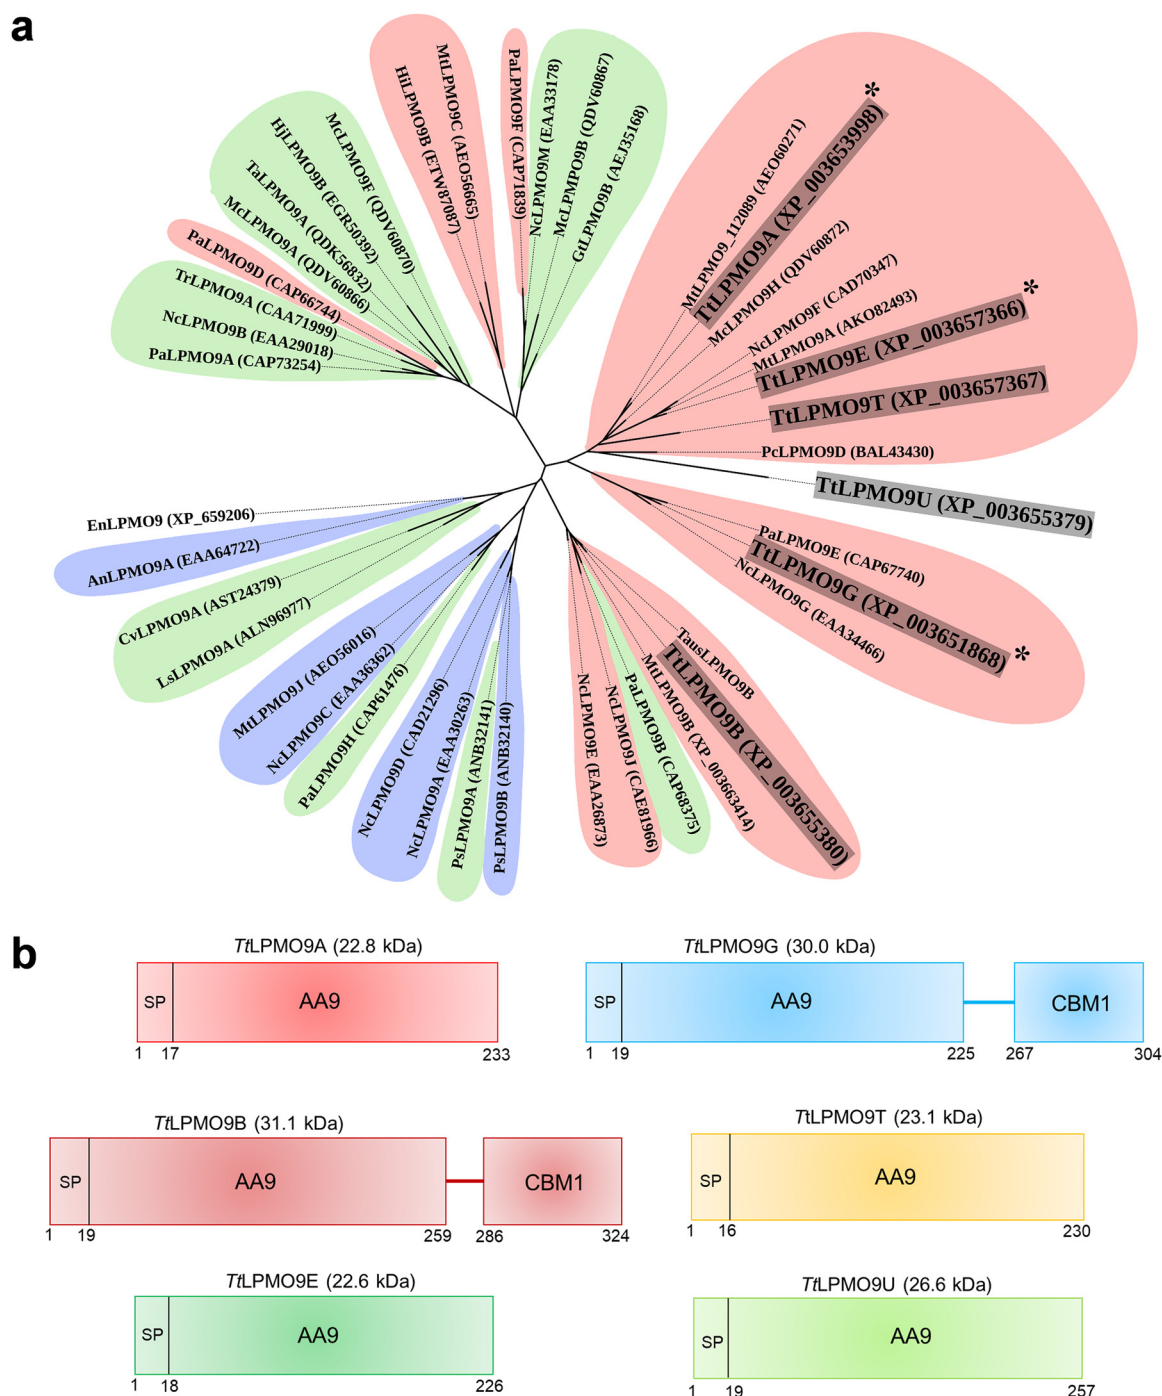 a
HiLPMO9B (ETW87087)
MtLPMO9C (AEO56665)
PaLPMO9F (CAP71839)
NcLPMO9M (EAA33178)
McLPMPO9B (QDV60867)
GtLPMO9B (AEJ35168)
MtLPMO9_112089 (AEO60271)
TtLPMO9A (XP_003653998)
*
McLPMO9H (QDV60872)
NcLPMO9F (CAD70347)
MtLPMO9A (AKO82493)
TtLPMO9E (XP_003657366)
*
TtLPMO9T (XP_003657367)
PcLPMO9D (BAL43430)
TtLPMO9U (XP_003655379)
PaLPMO9E (CAP67740)
TtLPMO9G (XP_003651868)
*
NcLPMO9G (EAA34466)
TausLPMO9B
TtLPMO9B (XP_003655380)
MtLPMO9B (XP_003663414)
PaLPMO9B (CAP68375)
NcLPMO9J (CAE81966)
NcLPMO9E (EAA26873)
PsLPMO9B (ANB32140)
PsLPMO9A (ANB32141)
NcLPMO9A (EAA30263)
NcLPMO9D (CAD21296)
PaLPMO9H (CAP61476)
NcLPMO9C (EAA36362)
MtLPMO9J (AEO56016)
LsLPMO9A (ALN96977)
CvLPMO9A (AST24379)
AnLPMO9A (EAA64722)
EnLPMO9 (XP_659206)
PaLPMO9A (CAP73254)
NcLPMO9B (EAA29018)
TrLPMO9A (CAA71999)
PaLPMO9D (CAP66744)
McLPMO9A (QDV60866)
TaLPMO9A (QDK56832)
HjLPMO9B (EGR50392)
McLPMO9F (QDV60870)
b
TtLPMO9A (22.8 kDa)
SP AA9
1 17 233
TtLPMO9G (30.0 kDa)
SP AA9 CBM1
1 19 225 267 304
TtLPMO9B (31.1 kDa)
SP AA9 CBM1
1 19 259 286 324
TtLPMO9T (23.1 kDa)
SP AA9
1 16 230
TtLPMO9E (22.6 kDa)
SP AA9
1 18 226
TtLPMO9U (26.6 kDa)
SP AA9
1 19 257